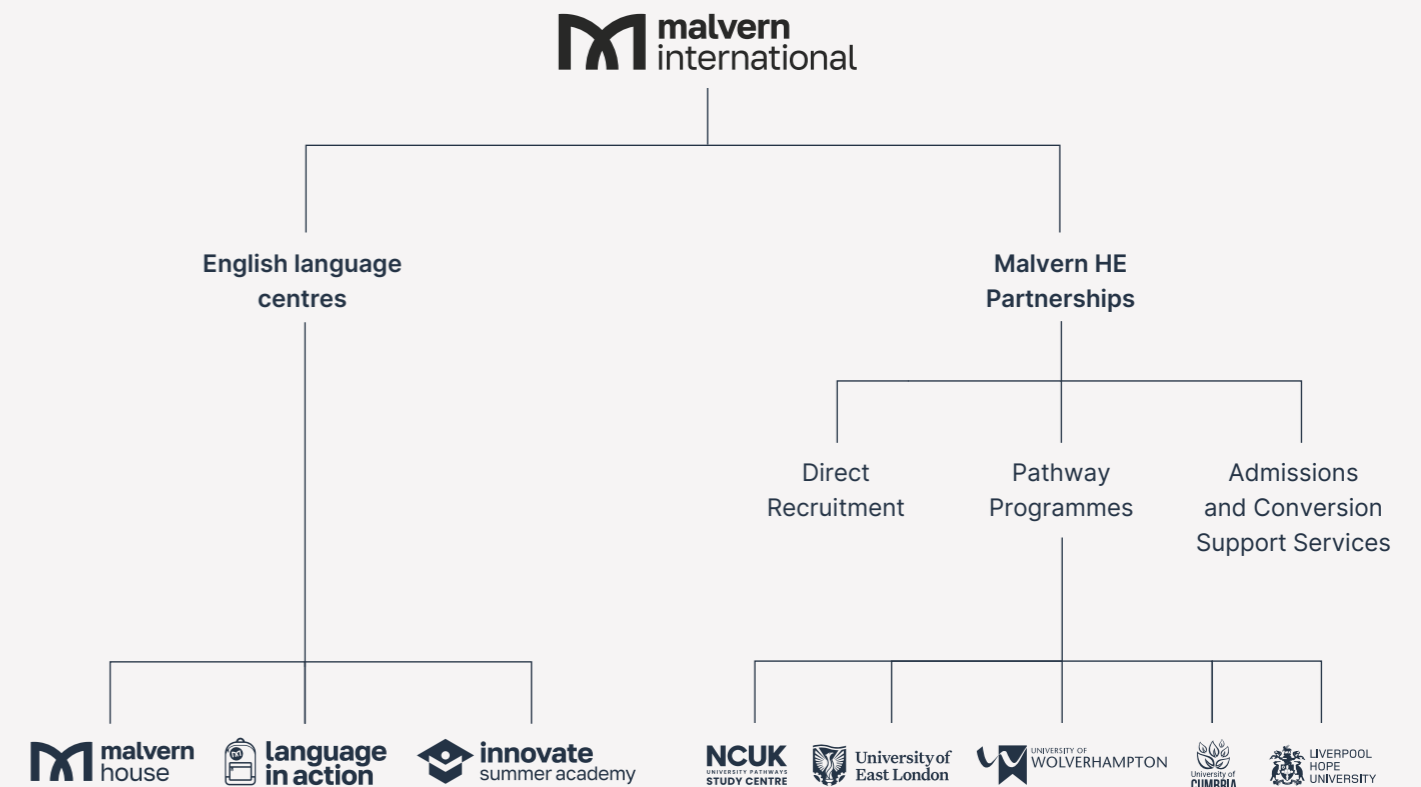 malvern
international
English language
centres
Malvern HE
Partnerships
Direct
Recruitment
Pathway
Programmes
Admissions
and Conversion
Support Services
malvern
house
language
in action
innovate
summer academy
NCUK
UNIVERSITY PATHWAYS
STUDY CENTRE
University of
East London
UNIVERSITY OF
WOLVERHAMPTON
University of
CUMBRIA
LIVERPOOL
HOPE
UNIVERSITY